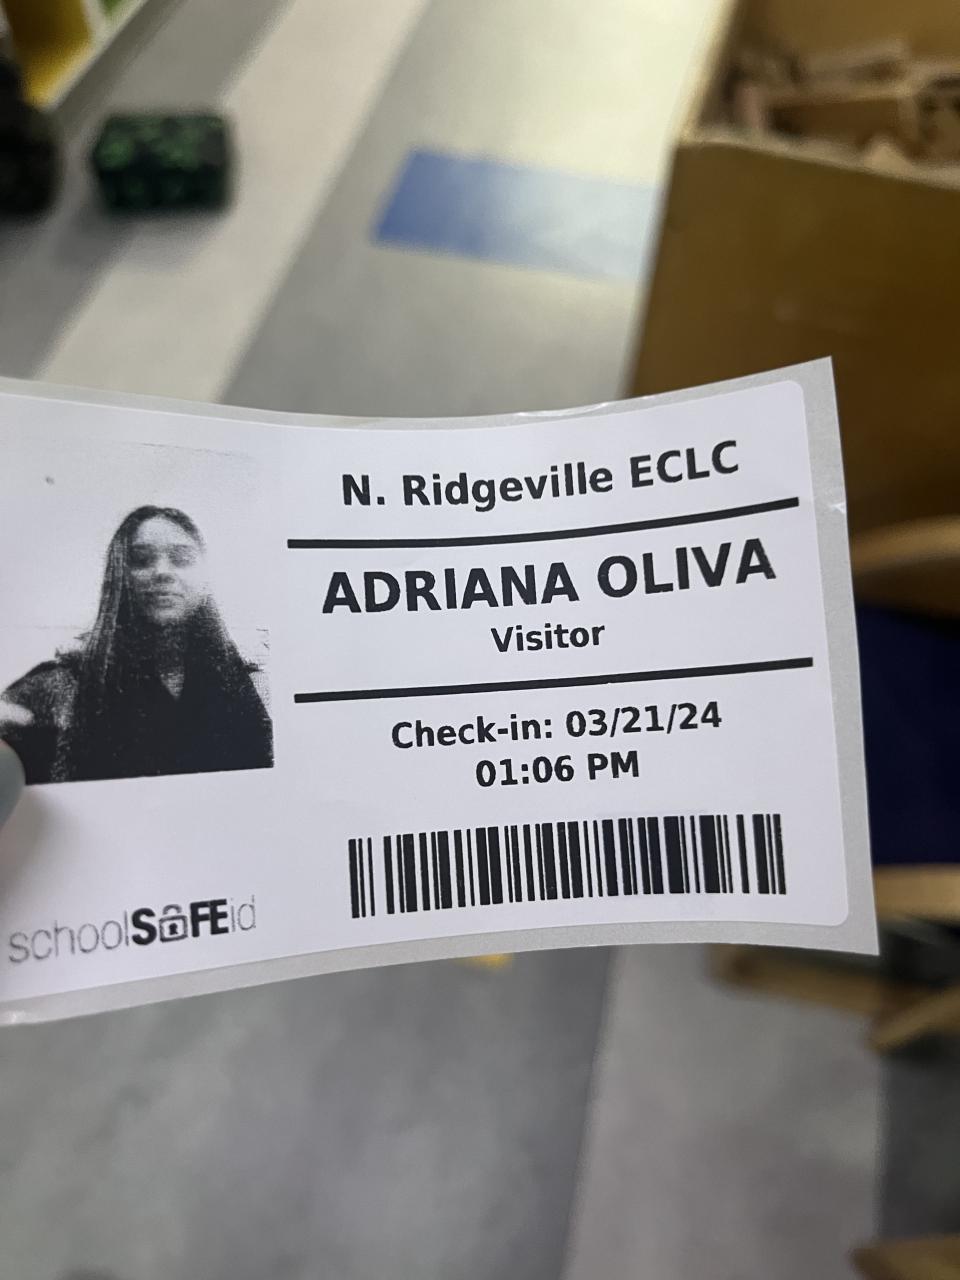 N. Ridgeville ECLC
ADRIANA OLIVA
Visitor
Check-in: 03/21/24
01:06 PM
schoolSAFEid